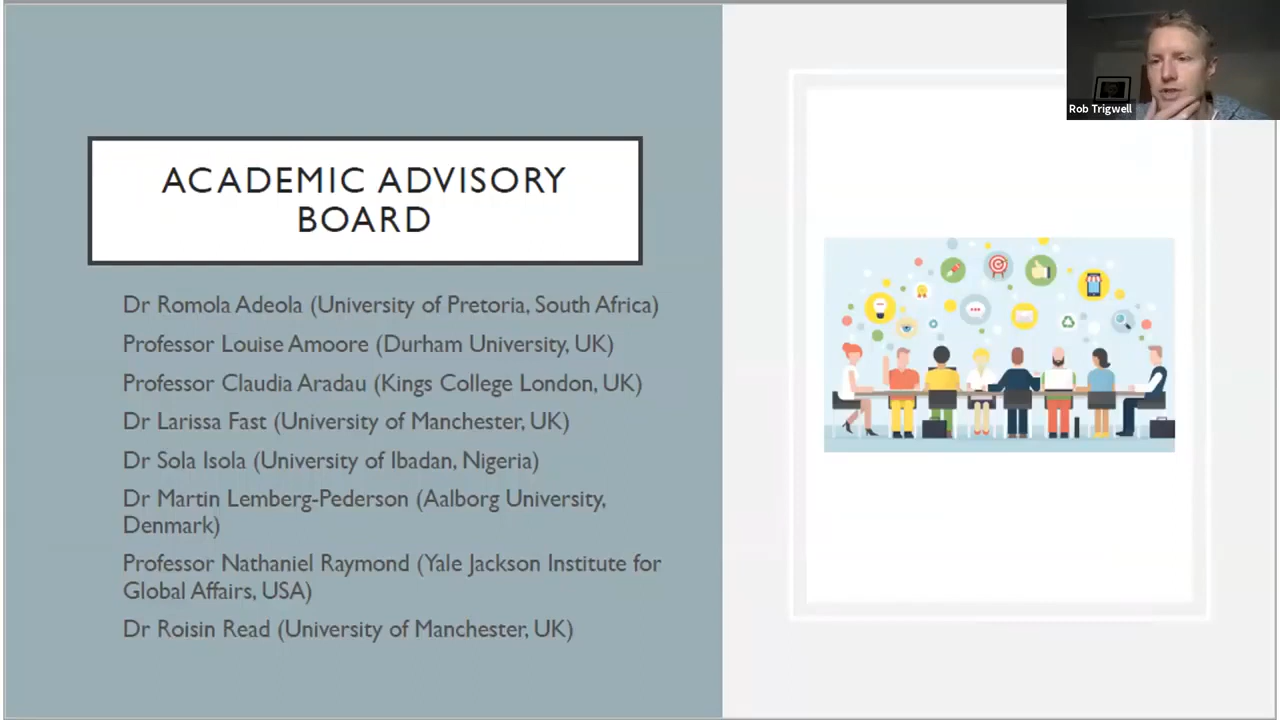 ACADEMIC ADVISORY
BOARD
Dr Romola Adeola (University of Pretoria, South Africa)
Professor Louise Amoore (Durham University, UK)
Professor Claudia Aradau (Kings College London, UK)
Dr Larissa Fast (University of Manchester, UK)
Dr Sola Isola (University of Ibadan, Nigeria)
Dr Martin Lemberg-Pederson (Aalborg University,
Denmark)
Professor Nathaniel Raymond (Yale Jackson Institute for
Global Affairs, USA)
Dr Roisin Read (University of Manchester, UK)
Rob Trigwell